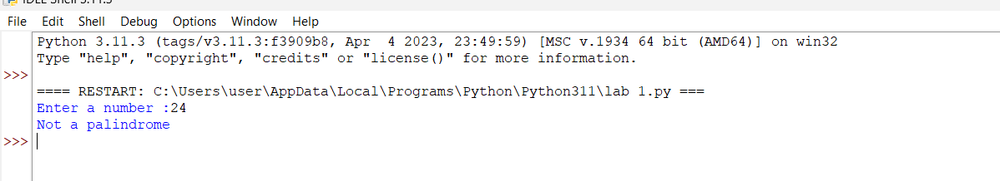 IDLE Shell 3.11.3
File Edit Shell Debug Options Window Help
Python 3.11.3 (tags/v3.11.3:f3909b8, Apr  4 2023, 23:49:59) [MSC v.1934 64 bit (AMD64)] on win32
Type "help", "copyright", "credits" or "license()" for more information.
>>>
==== RESTART: C:\Users\user\AppData\Local\Programs\Python\Python311\lab 1.py ===
Enter a number :24
Not a palindrome
>>>